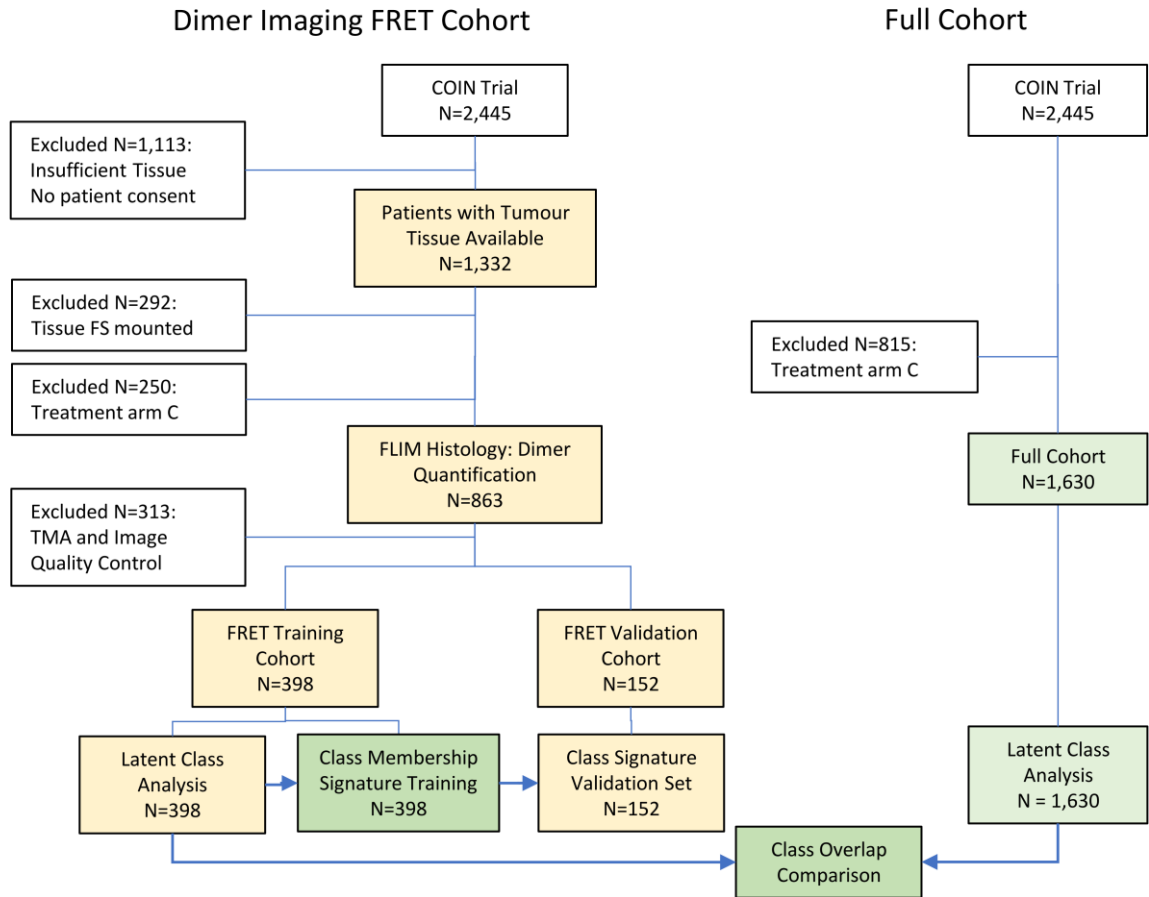 Dimer Imaging FRET Cohort
Full Cohort
COIN Trial
N=2,445
COIN Trial
N=2,445
Excluded N=1,113:
Insufficient Tissue
No patient consent
Patients with Tumour
Tissue Available
N=1,332
Excluded N=292:
Tissue FS mounted
Excluded N=815:
Treatment arm C
Excluded N=250:
Treatment arm C
FLIM Histology: Dimer
Quantification
N=863
Full Cohort
N=1,630
Excluded N=313:
TMA and Image
Quality Control
FRET Training
Cohort
N=398
FRET Validation
Cohort
N=152
Latent Class
Analysis
N=398
Class Membership
Signature Training
N=398
Class Signature
Validation Set
N=152
Latent Class
Analysis
N = 1,630
Class Overlap
Comparison